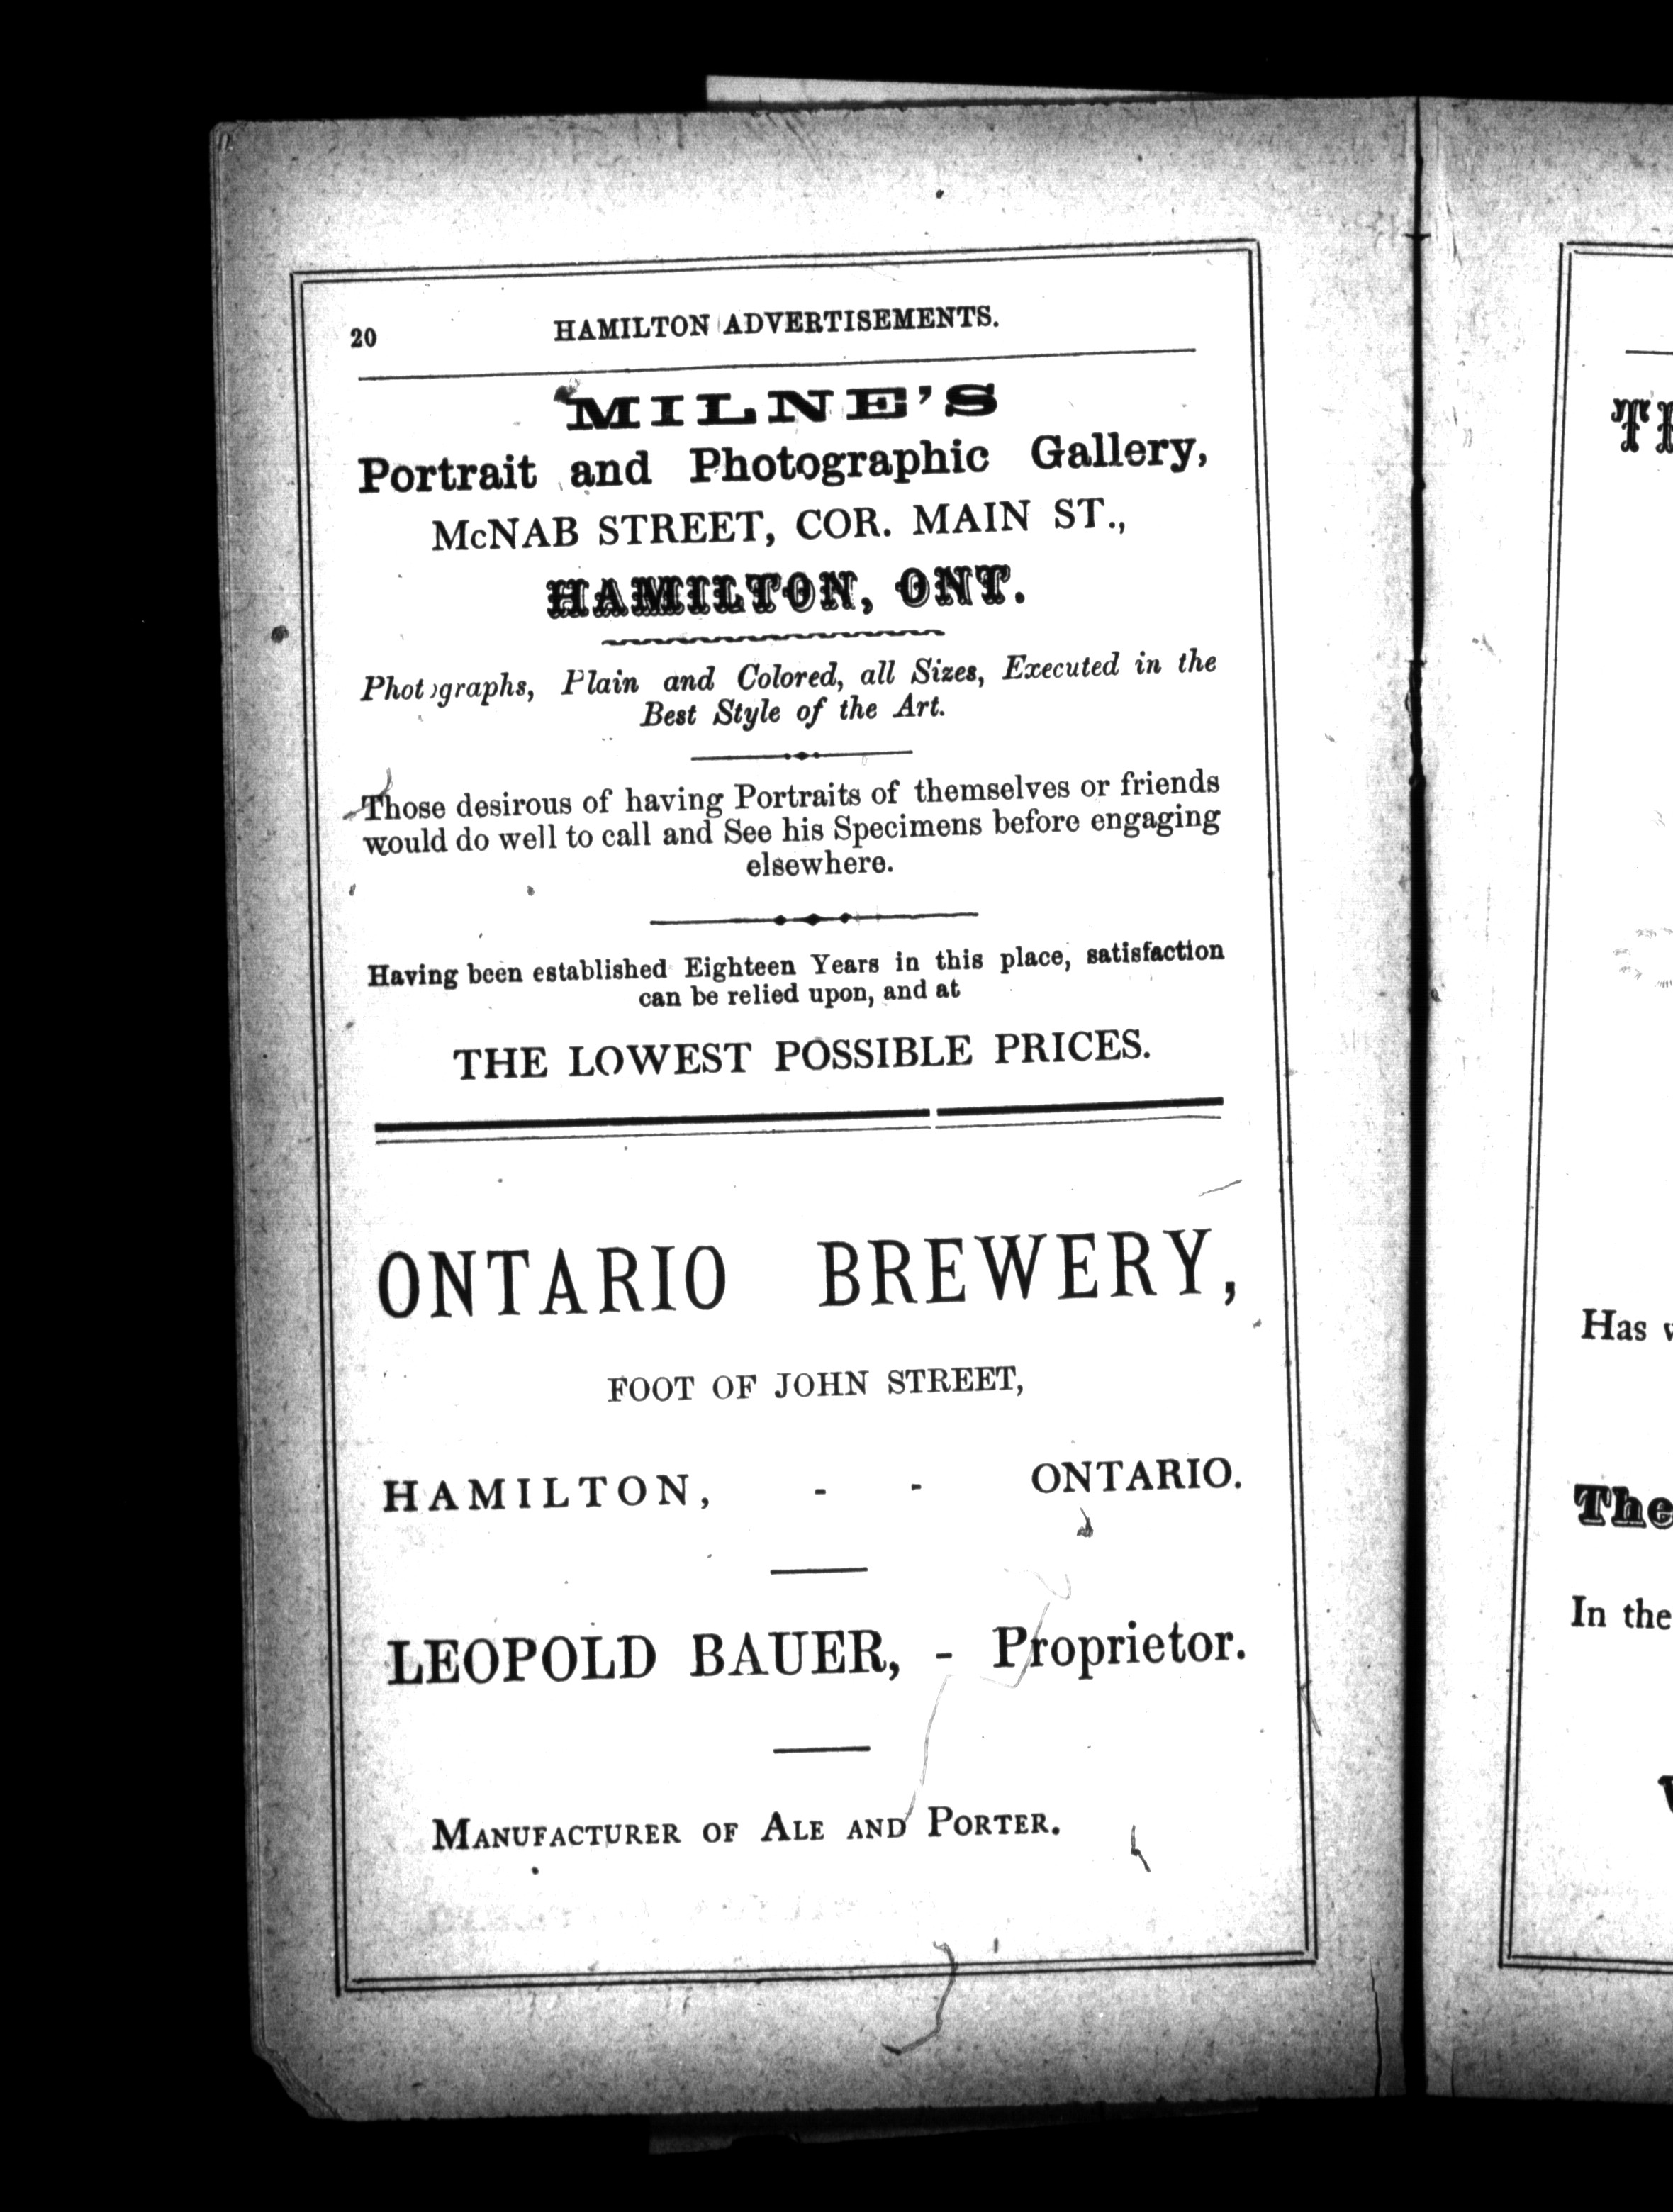 20 HAMILTON ADVERTISEMENTS.
MILNE'S
Portrait and Photographic Gallery,
McNAB STREET, COR. MAIN ST.,
HAMILTON, ONT.
Photographs, Plain and Colored, all Sizes, Executed in the
Best Style of the Art.
Those desirous of having Portraits of themselves or friends
would do well to call and See his Specimens before engaging
elsewhere.
Having been established Eighteen Years in this place, satisfaction
can be relied upon, and at
THE LOWEST POSSIBLE PRICES.
ONTARIO BREWERY,
FOOT OF JOHN STREET,
HAMILTON, - - ONTARIO.
LEOPOLD BAUER, - Proprietor.
MANUFACTURER OF ALE AND PORTER.
Has
The
In the